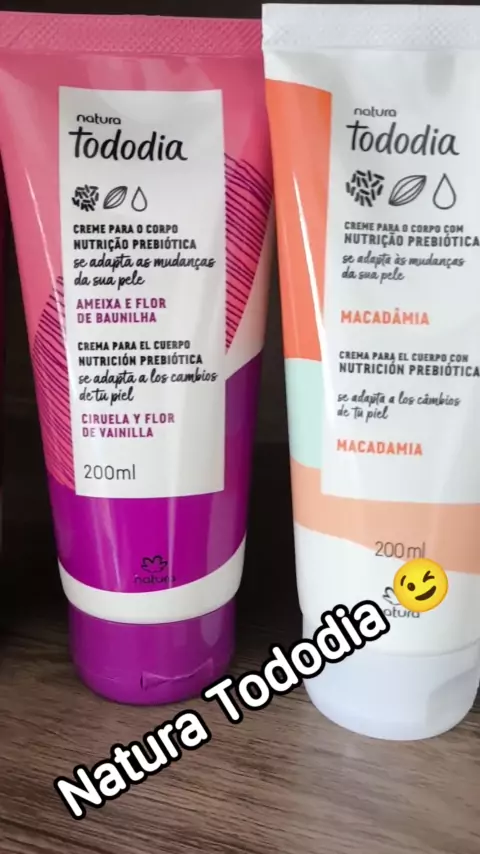 natura
tododia
CREME PARA O CORPO
NUTRIÇÃO PREBIÓTICA
se adapta as mudanças
da sua pele
AMEIXA E FLOR
DE BAUNILHA
CREMA PARA EL CUERPO
NUTRICIÓN PREBIÓTICA
se adapta a los cambios
de tu piel
CIRUELA Y FLOR
DE VAINILLA
200ml
natura
natura
tododia
CREME PARA O CORPO COM
NUTRIÇÃO PREBIÓTICA
se adapta às mudanças
da sua pele
MACADÂMIA
CREMA PARA EL CUERPO CON
NUTRICIÓN PREBIÓTICA
se adapta a los câmbios
de tu piel
MACADAMIA
200ml
natura
Natura Tododia 😉